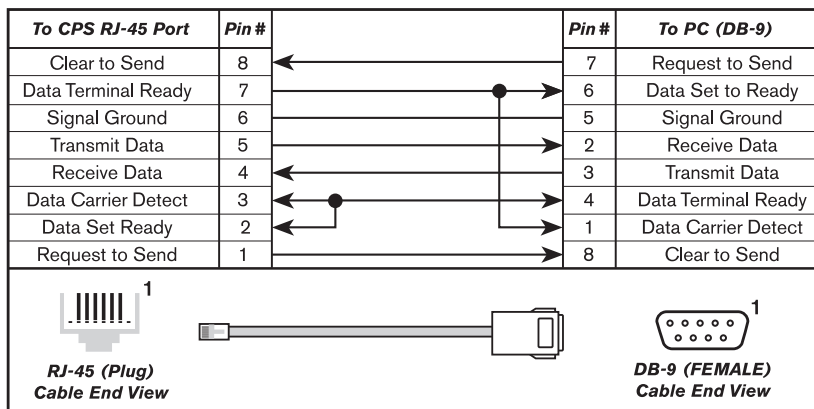 To CPS RJ-45 Port Pin # Pin # To PC (DB-9)
Clear to Send 8 7 Request to Send
Data Terminal Ready 7 6 Data Set to Ready
Signal Ground 6 5 Signal Ground
Transmit Data 5 2 Receive Data
Receive Data 4 3 Transmit Data
Data Carrier Detect 3 4 Data Terminal Ready
Data Set Ready 2 1 Data Carrier Detect
Request to Send 1 8 Clear to Send
1
RJ-45 (Plug)
Cable End View
1
DB-9 (FEMALE)
Cable End View